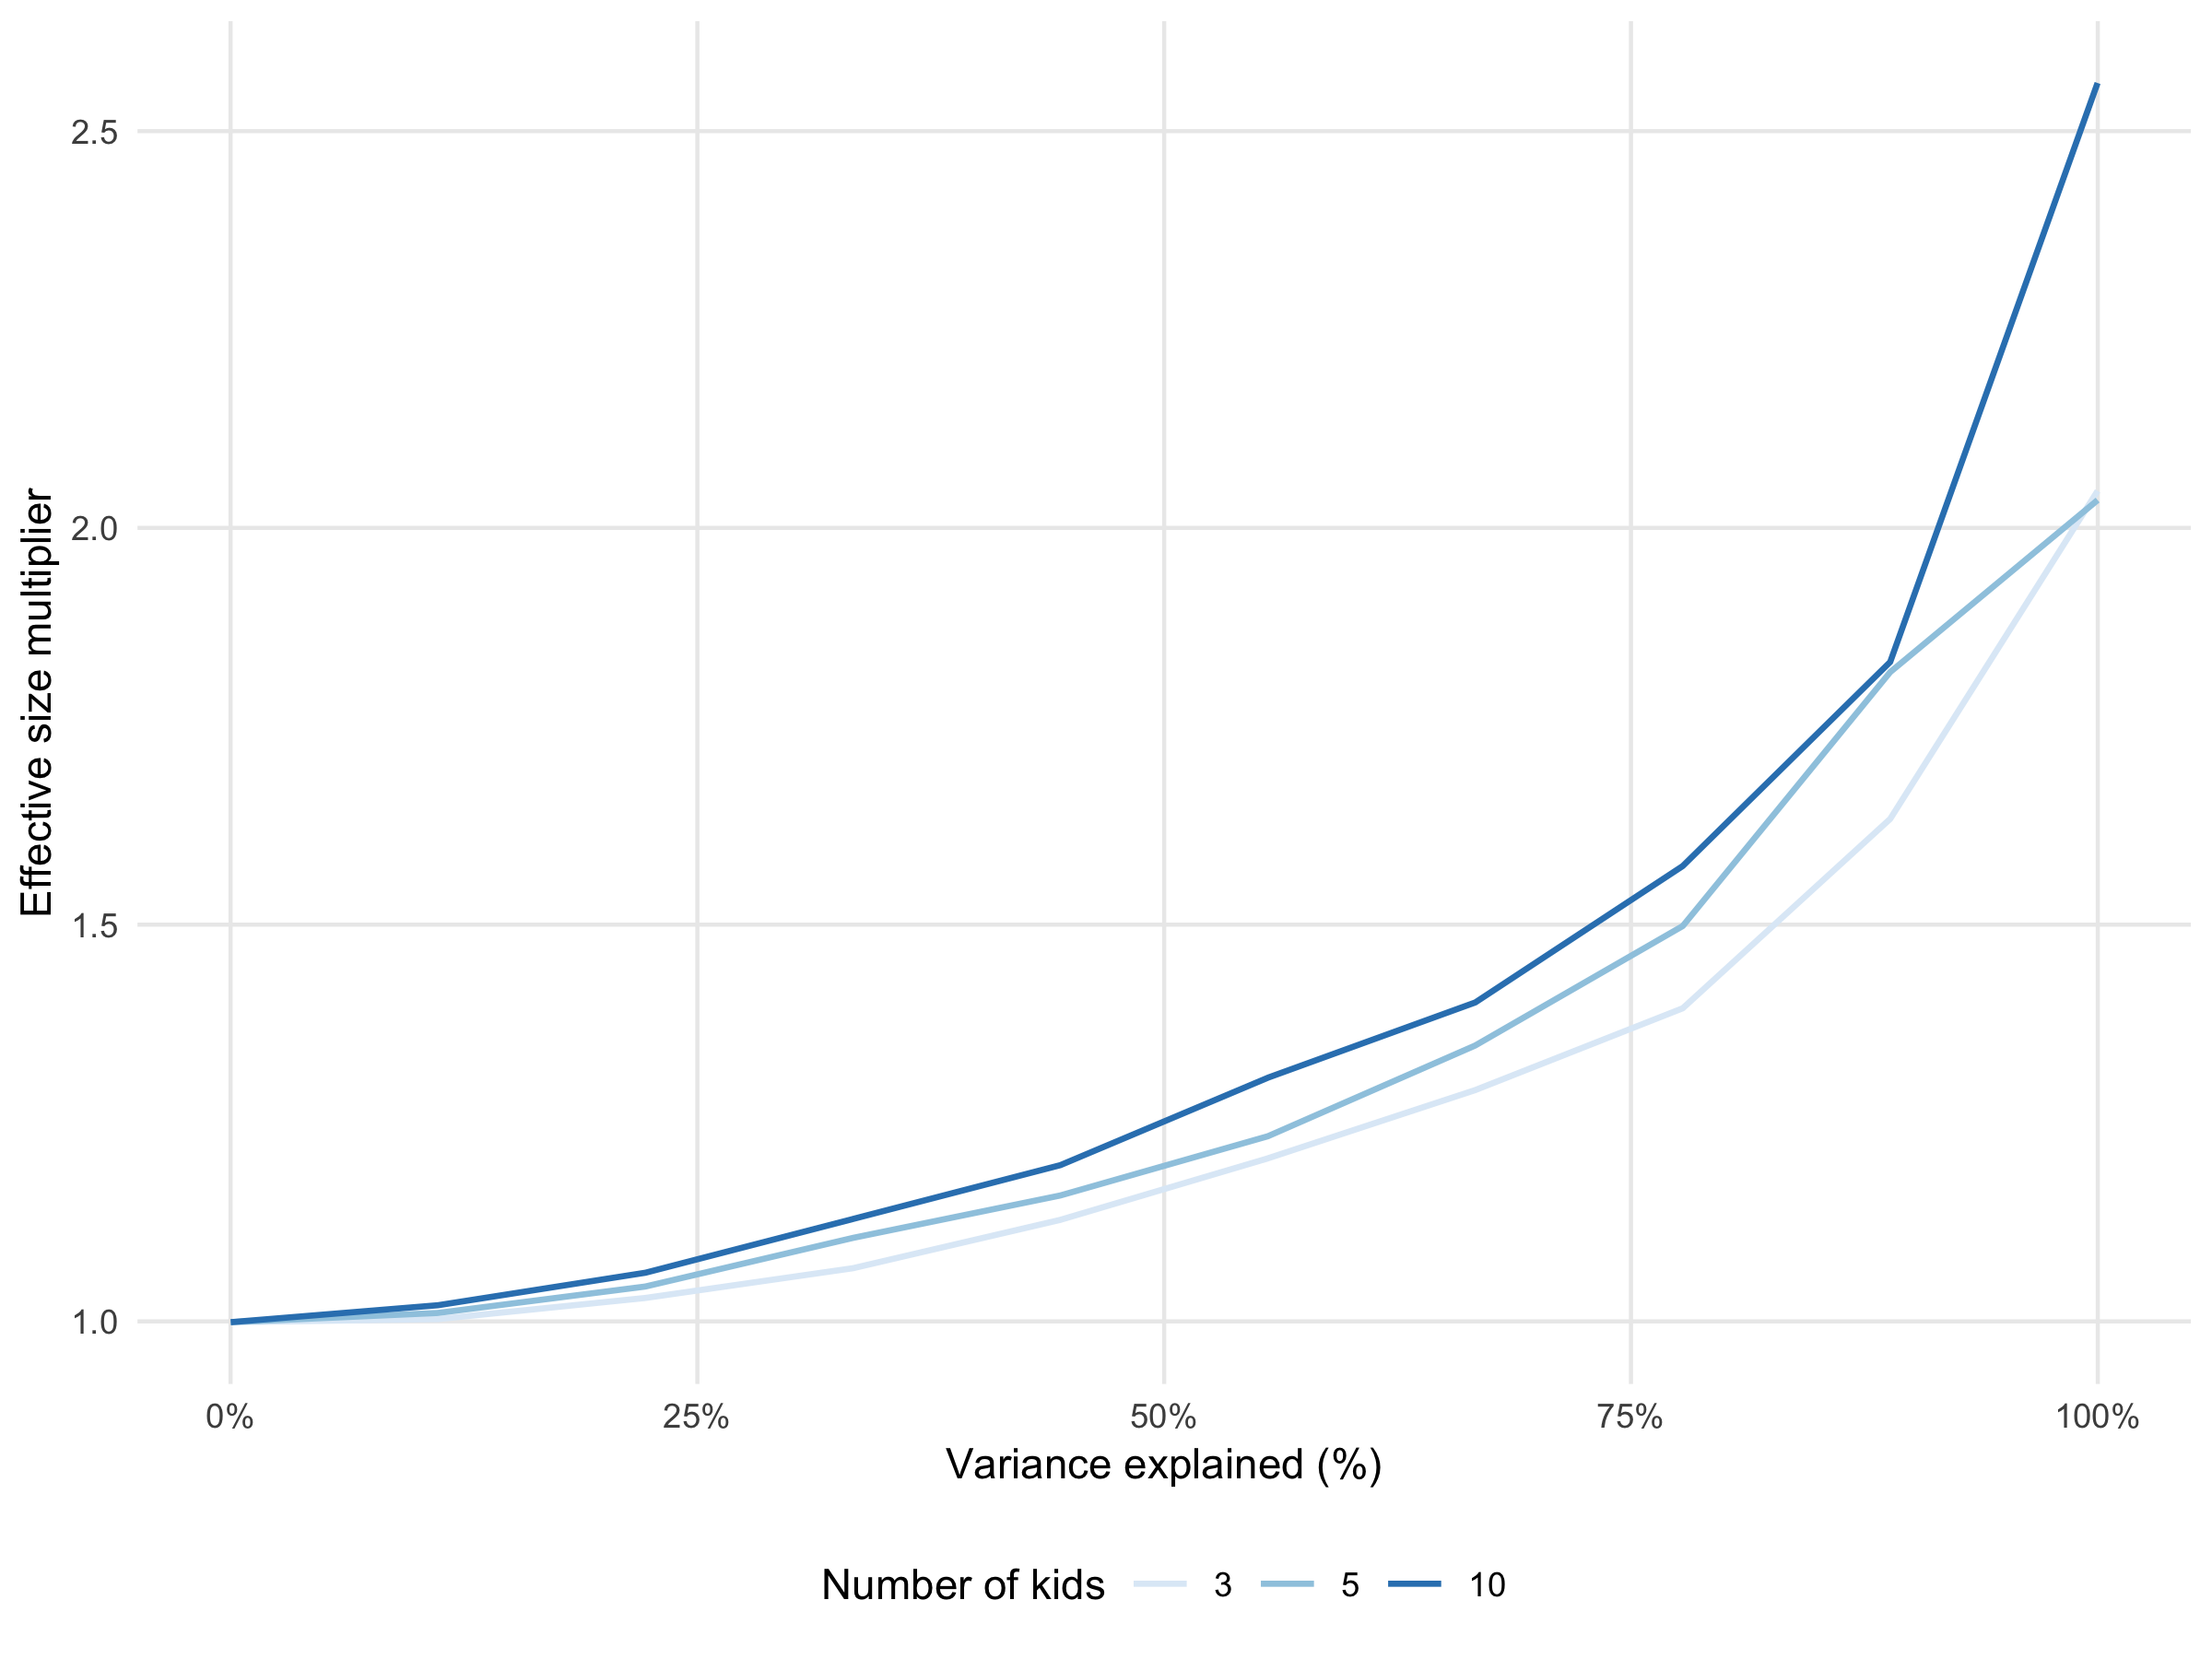 2.5
2.0
1.5
1.0
Effective size multiplier
0% 25% 50% 75% 100%
Variance explained (%)
Number of kids 3 5 10